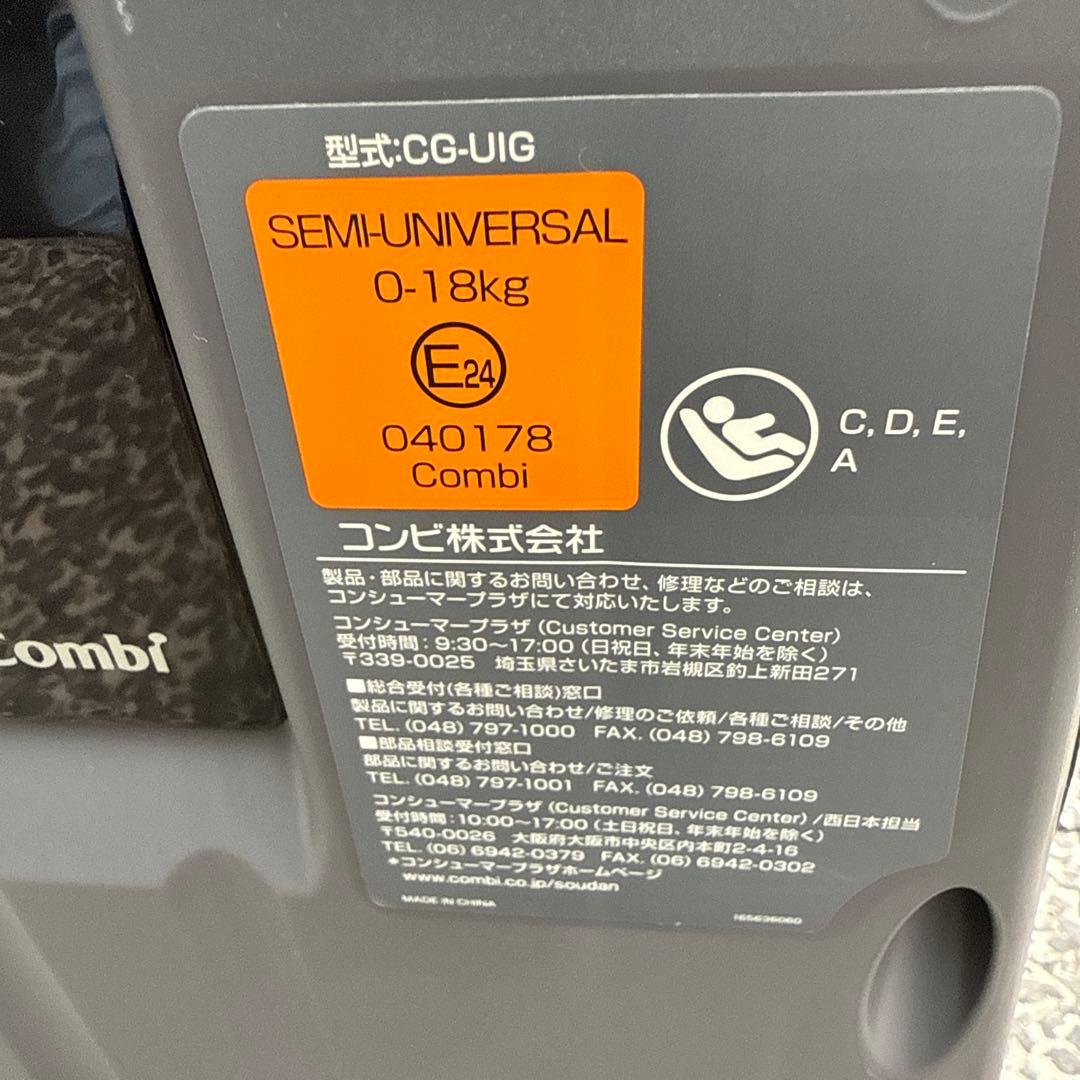 型式:CG-UIG
SEMI-UNIVERSAL
0-18kg
E24
040178
Combi
C, D, E,
A
コンビ株式会社
製品・部品に関するお問い合わせ、修理などのご相談は、
コンシューマープラザにて対応いたします。
コンシューマープラザ (Customer Service Center)
受付時間:9:30~17:00 (日祝日、年末年始を除く)
〒339-0025 埼玉県さいたま市岩槻区釣上新田271
■総合受付(各種ご相談)窓口
製品に関するお問い合わせ/修理のご依頼/各種ご相談/その他
TEL. (048) 797-1000 FAX. (048) 798-6109
■部品相談受付窓口
部品に関するお問い合わせ/ご注文
TEL. (048) 797-1001 FAX. (048) 798-6109
コンシューマープラザ (Customer Service Center) /西日本担当
受付時間:10:00~17:00 (土日祝日、年末年始を除く)
〒540-0026 大阪府大阪市中央区内本町2-4-16
TEL. (06) 6942-0379 FAX. (06) 6942-0302
*コンシューマープラザホームページ
www.combi.co.jp/soudan
MADE IN CHINA
165636060
Combi